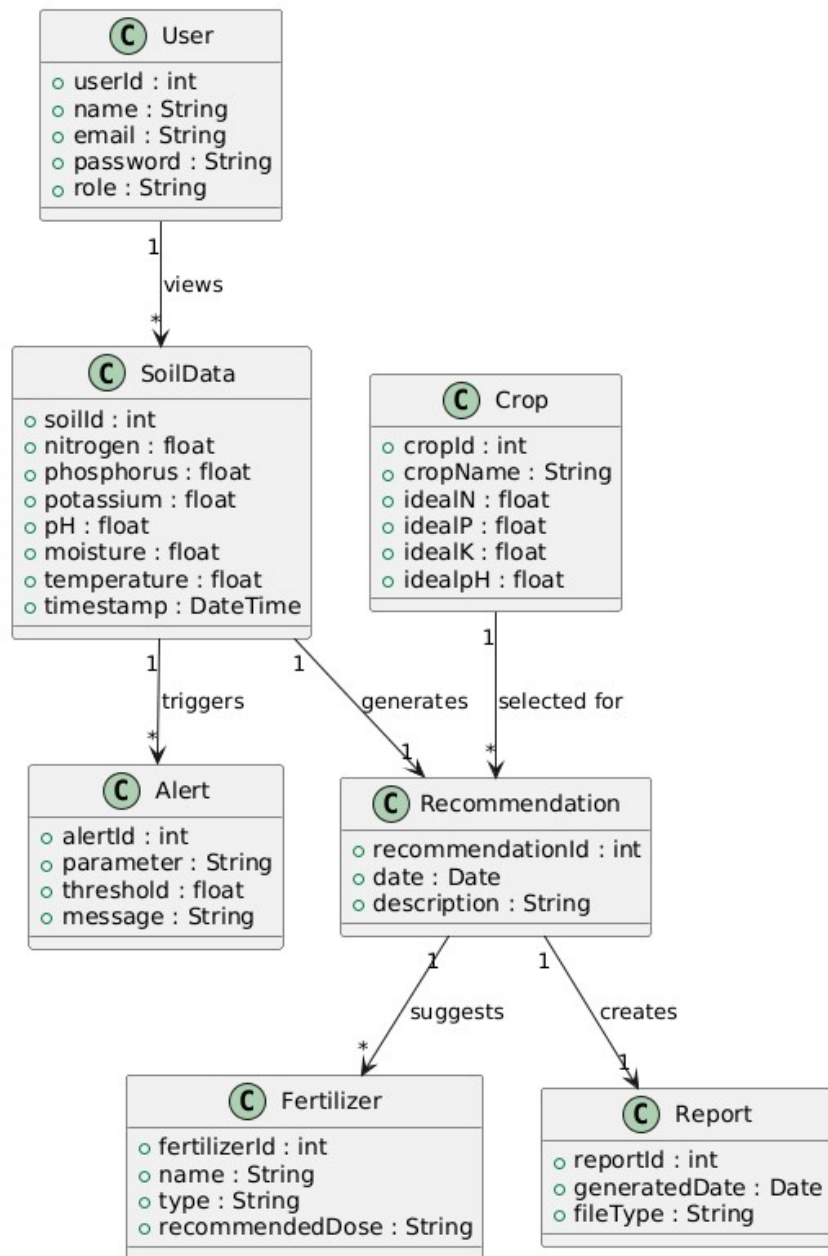 C User
userId : int
name : String
email : String
password : String
role : String
1
views
*
C SoilData
soilId : int
nitrogen : float
phosphorus : float
potassium : float
pH : float
moisture : float
temperature : float
timestamp : DateTime
C Crop
cropId : int
cropName : String
idealN : float
idealP : float
idealK : float
idealpH : float
1
triggers
*
1
generates
1
1
selected for
*
C Alert
alertId : int
parameter : String
threshold : float
message : String
C Recommendation
recommendationId : int
date : Date
description : String
1
suggests
*
1
creates
1
C Fertilizer
fertilizerId : int
name : String
type : String
recommendedDose : String
C Report
reportId : int
generatedDate : Date
fileType : String